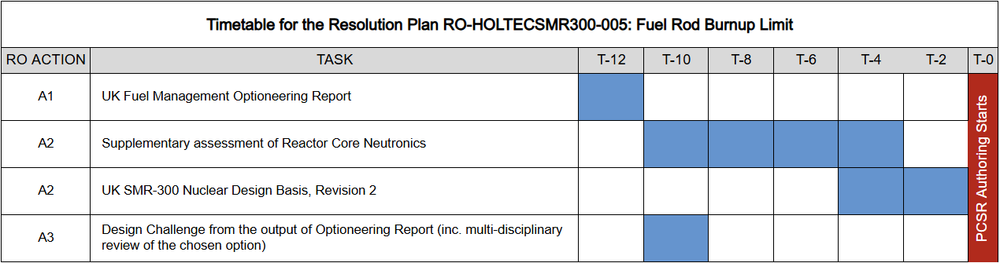 Timetable for the Resolution Plan RO-HOLTECSMR300-005: Fuel Rod Burnup Limit
RO ACTION TASK T-12 T-10 T-8 T-6 T-4 T-2 T-0
A1 UK Fuel Management Optioneering Report
A2 Supplementary assessment of Reactor Core Neutronics
A2 UK SMR-300 Nuclear Design Basis, Revision 2
A3 Design Challenge from the output of Optioneering Report (inc. multi-disciplinary
review of the chosen option)
PCSR Authoring Starts